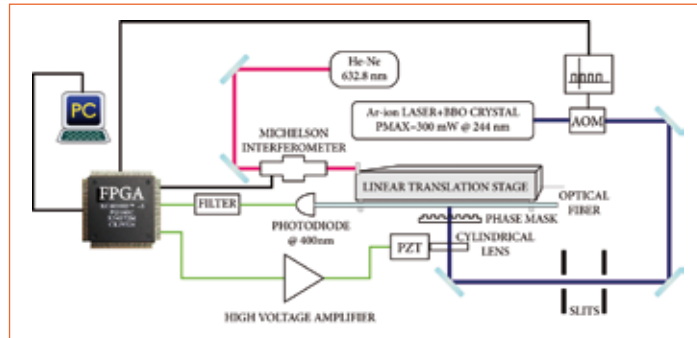 He-Ne
632.8 nm
PC
Ar-ion LASER+BBO CRYSTAL
PMAX=300 mW @ 244 nm
AOM
MICHELSON
INTERFEROMETER
LINEAR TRANSLATION STAGE
OPTICAL
FIBER
FPGA
FILTER
PHOTODIODE
@ 400nm
PHASE MASK
PZT
CYLINDRICAL
LENS
HIGH VOLTAGE AMPLIFIER
SLITS